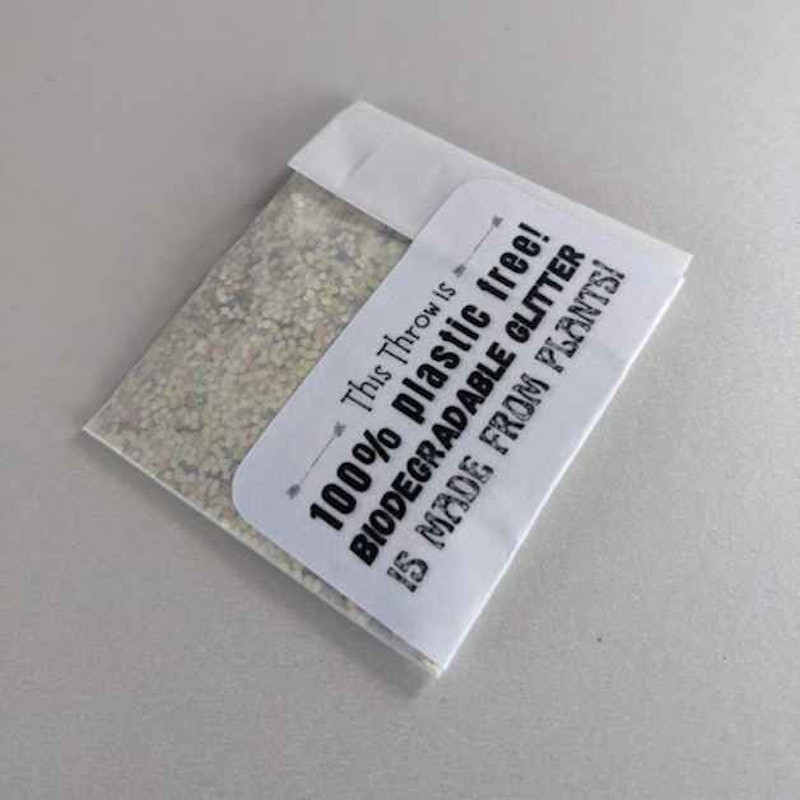 This Throw is
100% plastic free!
BIODEGRADABLE GLITTER
IS MADE FROM PLANTS!